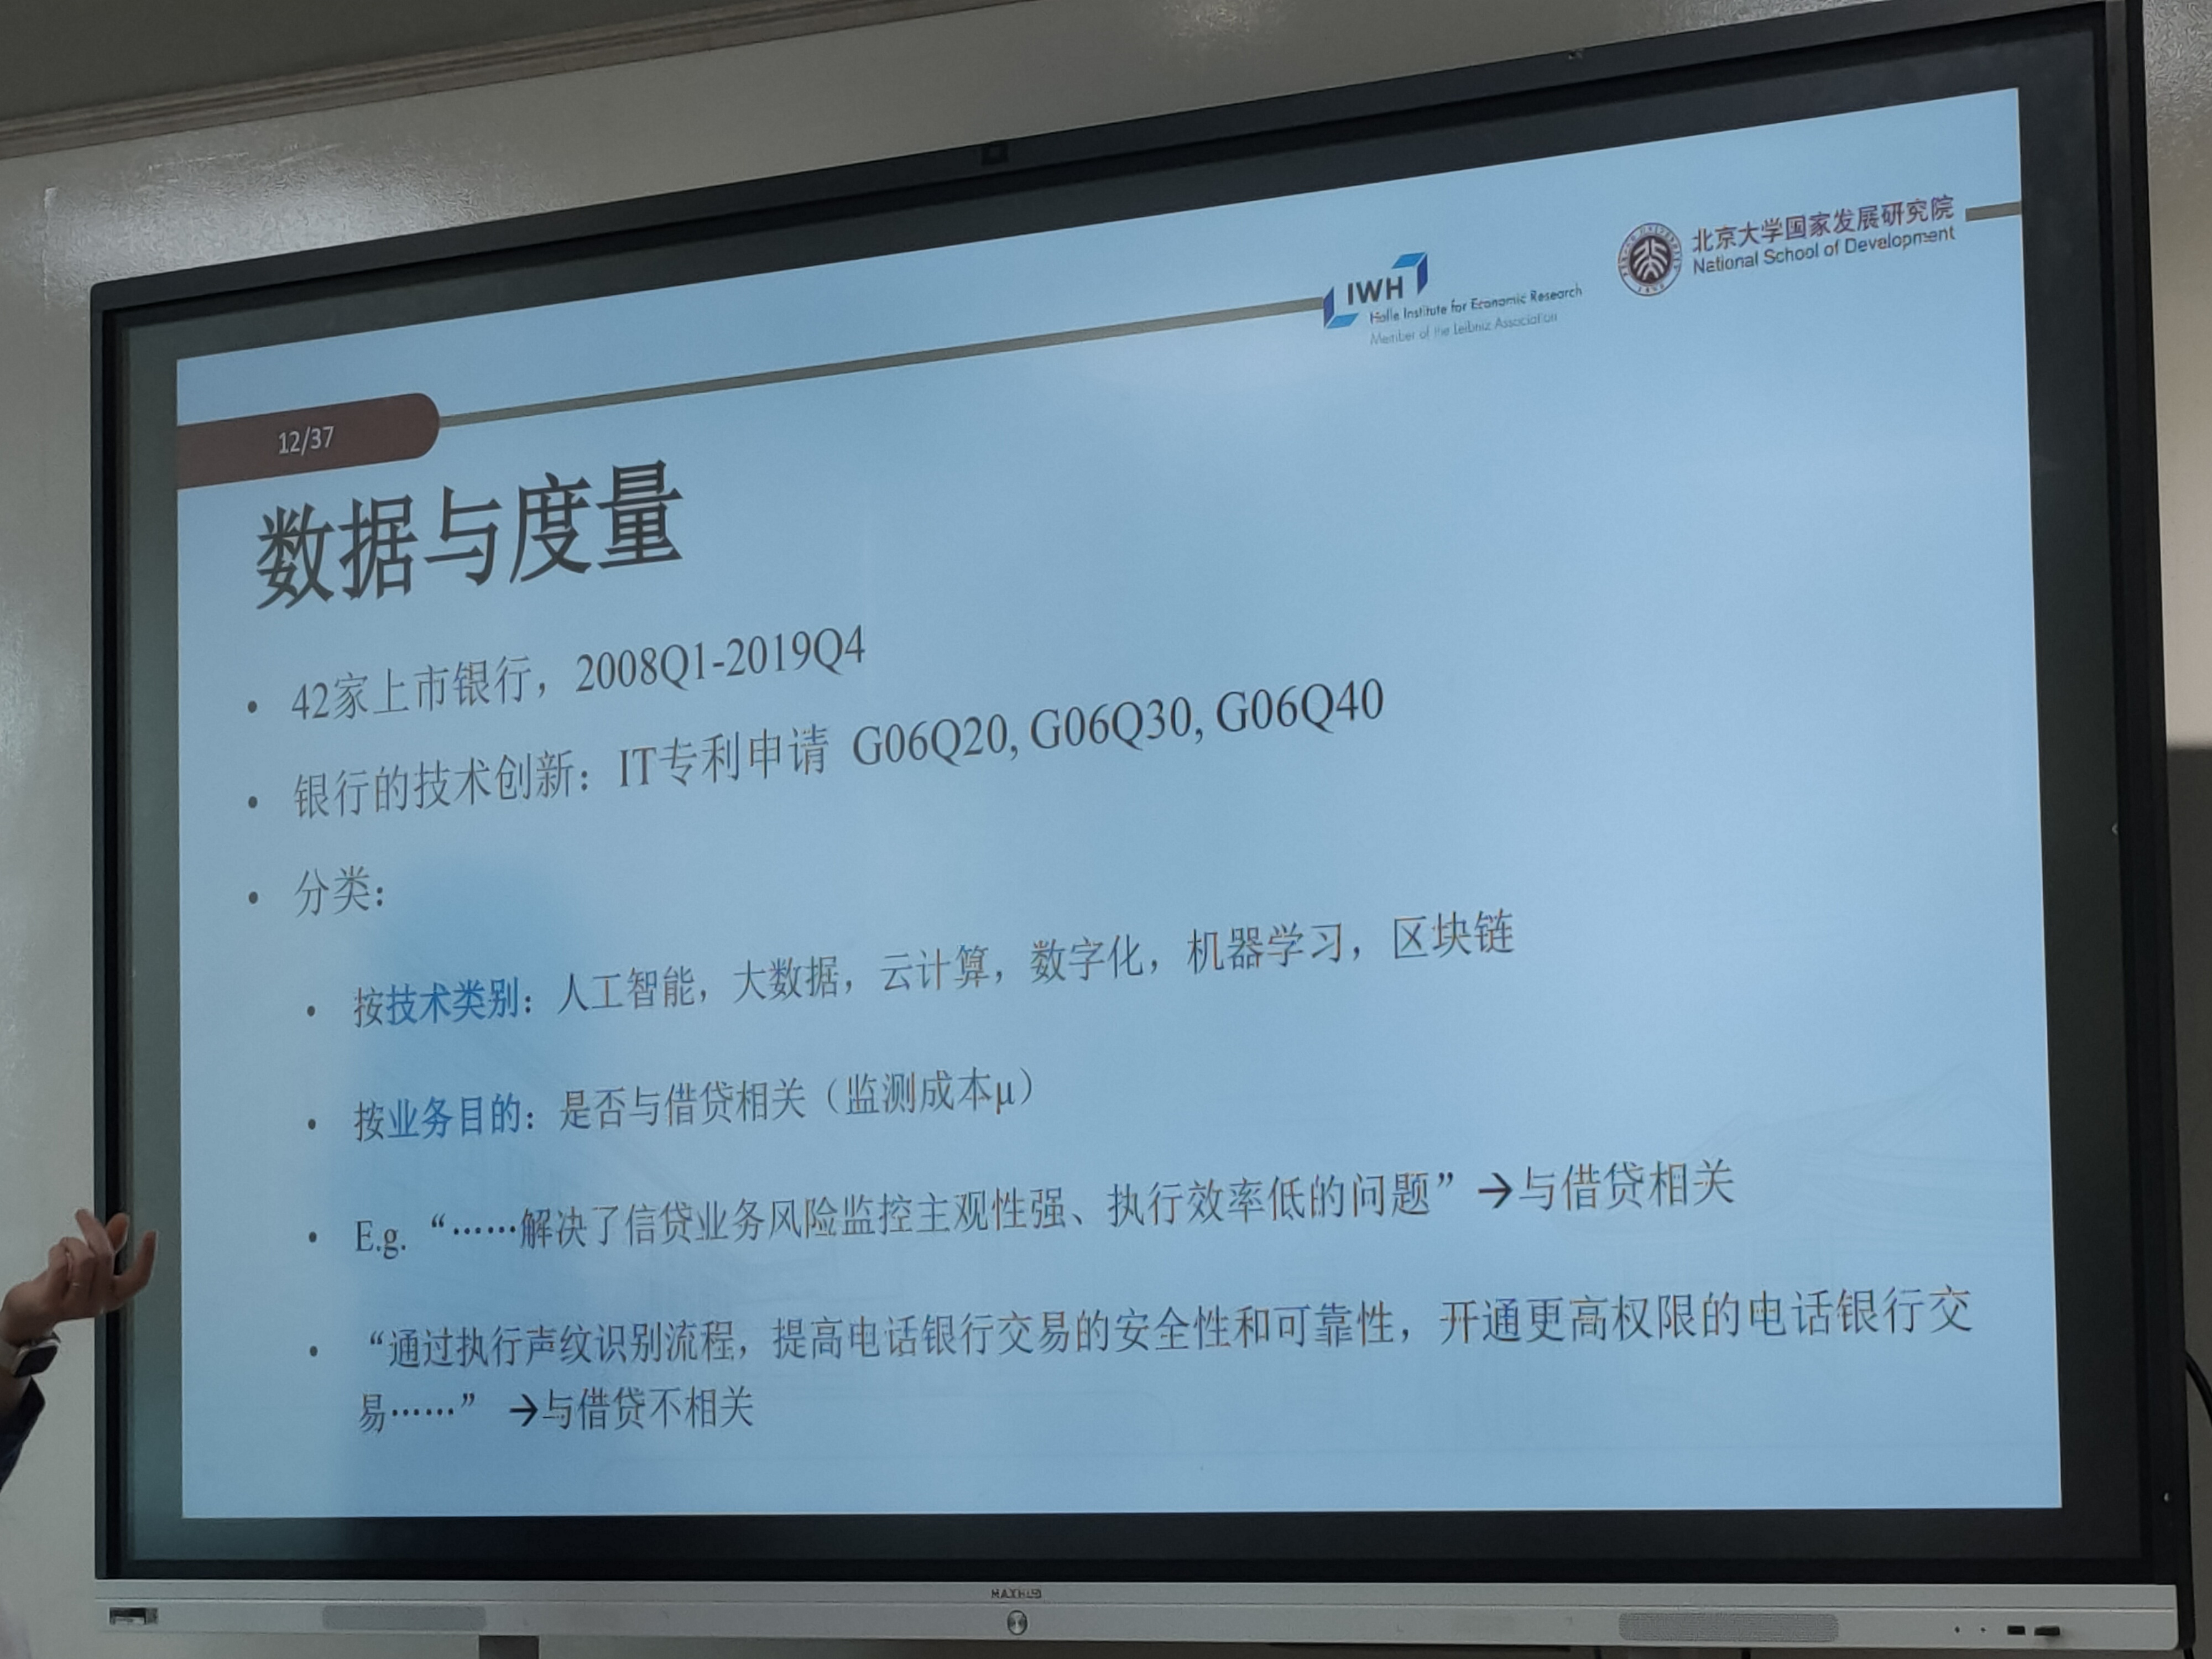 IWH
Halle Institute for Economic Research
Member of the Leibniz Association
北京大学国家发展研究院
National School of Development
12/37
数据与度量
• 42家上市银行，2008Q1-2019Q4
• 银行的技术创新：IT专利申请 G06Q20, G06Q30, G06Q40
• 分类：
• 按技术类别：人工智能，大数据，云计算，数字化，机器学习，区块链
• 按业务目的：是否与借贷相关（监测成本μ）
• E.g. “……解决了信贷业务风险监控主观性强、执行效率低的问题” →与借贷相关
• “通过执行声纹识别流程，提高电话银行交易的安全性和可靠性，开通更高权限的电话银行交
易……” →与借贷不相关
MAXHUB